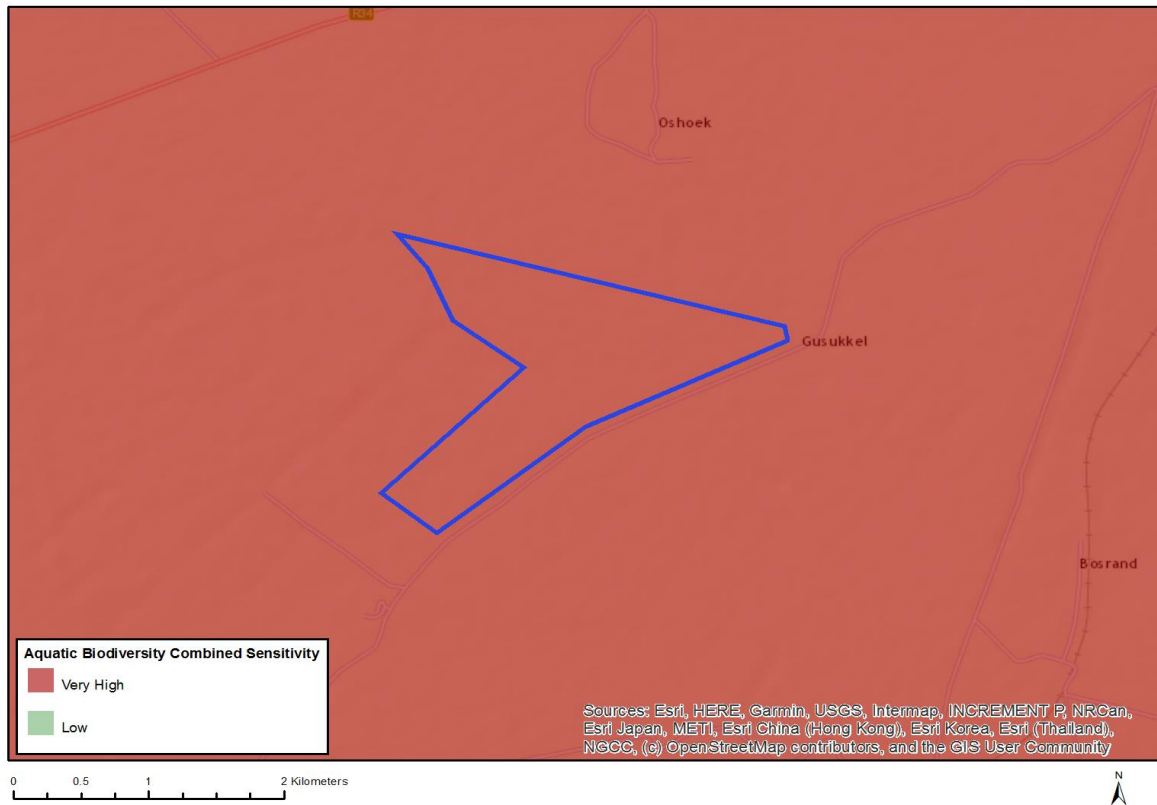 R34
Oshoek
Gusukkel
Bosrand
Aquatic Biodiversity Combined Sensitivity
Very High
Low
Sources: Esri, HERE, Garmin, USGS, Intermap, INCREMENT P, NRCan,
Esri Japan, METI, Esri China (Hong Kong), Esri Korea, Esri (Thailand),
NGCC, (c) OpenStreetMap contributors, and the GIS User Community
0 0.5 1 2 Kilometers
N